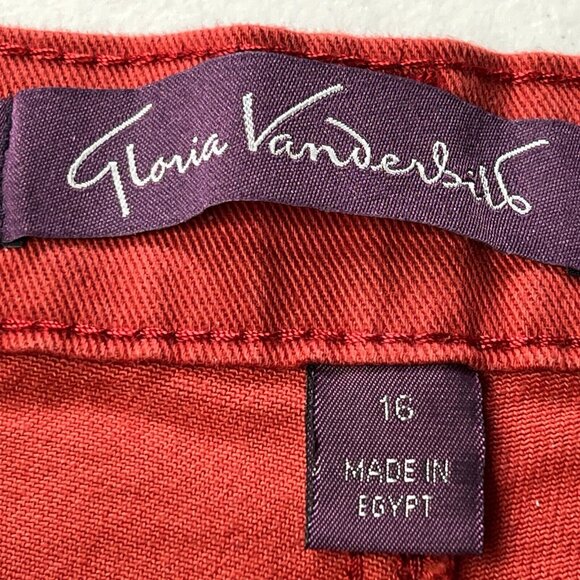 Gloria Vanderbilt
16
MADE IN
EGYPT